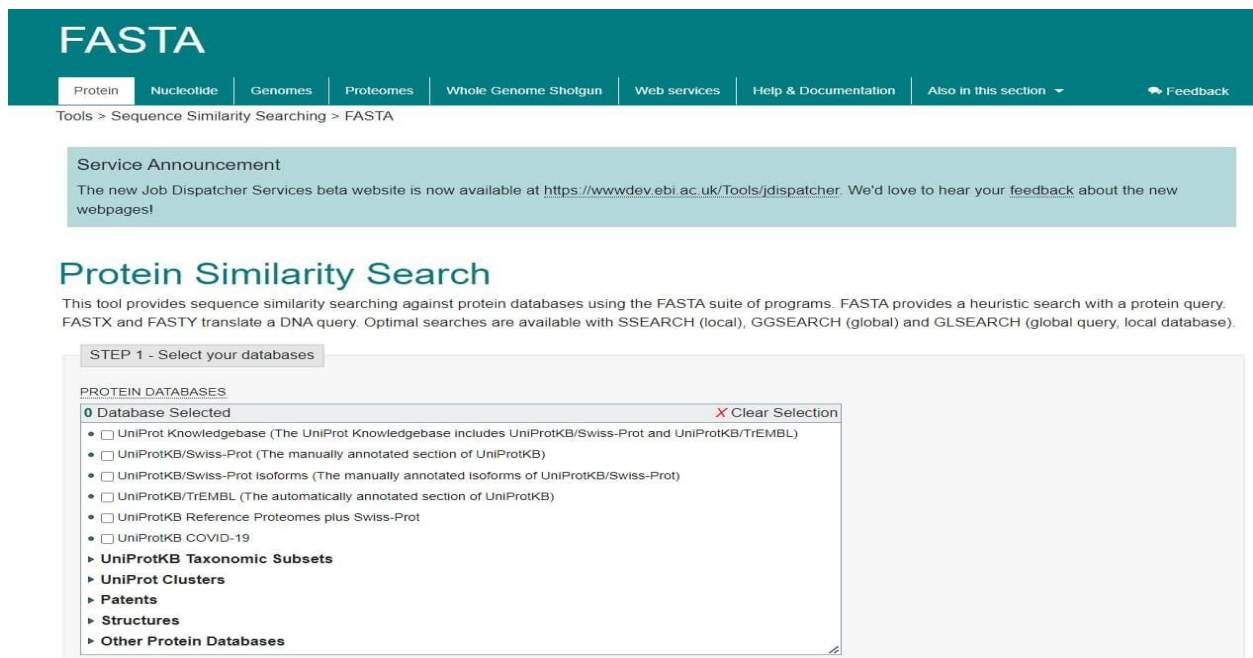 FASTA
Protein Nucleotide Genomes Proteomes Whole Genome Shotgun Web services Help & Documentation Also in this section Feedback
Tools > Sequence Similarity Searching > FASTA
Service Announcement
The new Job Dispatcher Services beta website is now available at https://wwwdev.ebi.ac.uk/Tools/jdispatcher. We'd love to hear your feedback about the new
webpages!
Protein Similarity Search
This tool provides sequence similarity searching against protein databases using the FASTA suite of programs. FASTA provides a heuristic search with a protein query.
FASTX and FASTY translate a DNA query. Optimal searches are available with SSEARCH (local), GGSEARCH (global) and GLSEARCH (global query, local database).
STEP 1 - Select your databases
PROTEIN DATABASES
0 Database Selected X Clear Selection
UniProt Knowledgebase (The UniProt Knowledgebase includes UniProtKB/Swiss-Prot and UniProtKB/TrEMBL)
UniProtKB/Swiss-Prot (The manually annotated section of UniProtKB)
UniProtKB/Swiss-Prot isoforms (The manually annotated isoforms of UniProtKB/Swiss-Prot)
UniProtKB/TrEMBL (The automatically annotated section of UniProtKB)
UniProtKB Reference Proteomes plus Swiss-Prot
UniProtKB COVID-19
UniProtKB Taxonomic Subsets
UniProt Clusters
Patents
Structures
Other Protein Databases